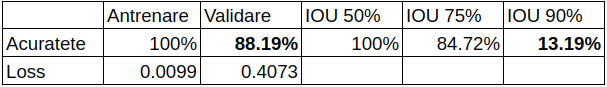 Antrenare Validare IOU 50% IOU 75% IOU 90%
Acuratete 100% 88.19% 100% 84.72% 13.19%
Loss 0.0099 0.4073